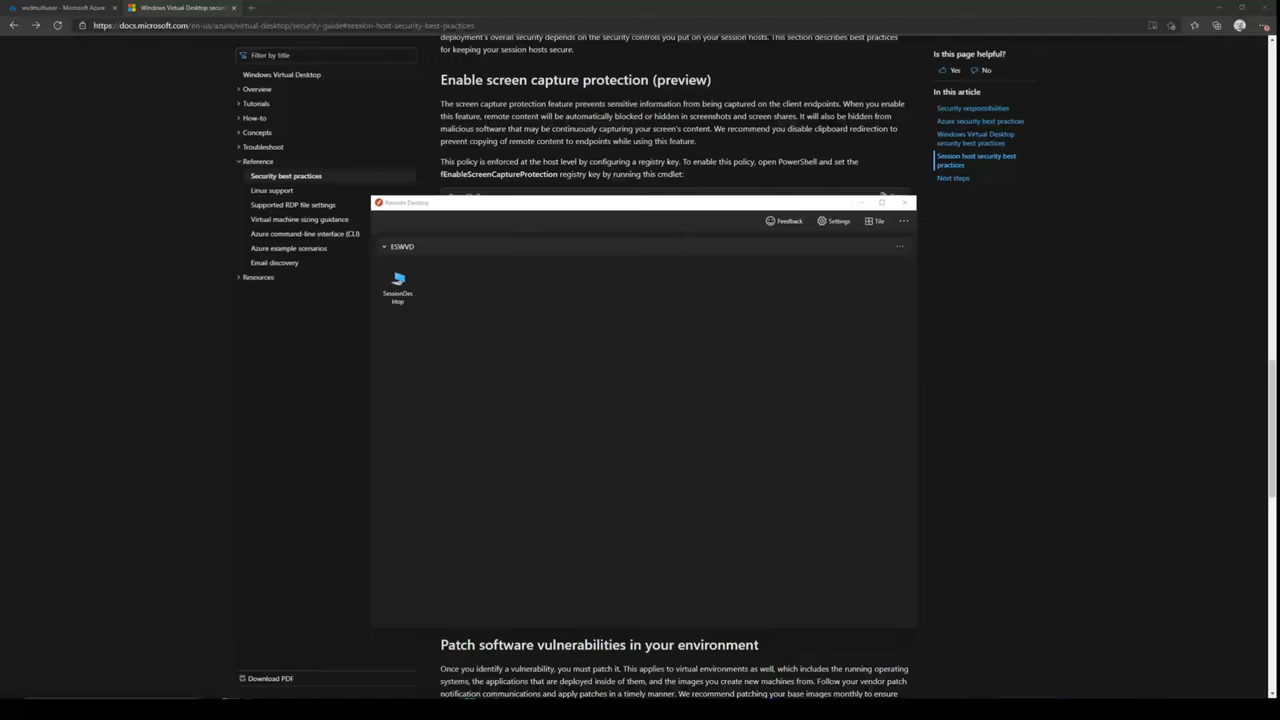 wvdmultiuser - Microsoft Azure
Windows Virtual Desktop securit
https://docs.microsoft.com/en-us/azure/virtual-desktop/security-guide#session-host-security-best-practices
Filter by title
Windows Virtual Desktop
Overview
Tutorials
How-to
Concepts
Troubleshoot
Reference
Security best practices
Linux support
Supported RDP file settings
Virtual machine sizing guidance
Azure command-line interface (CLI)
Azure example scenarios
Email discovery
Resources
Download PDF
deployment's overall security depends on the security controls you put on your session hosts. This section describes best practices
for keeping your session hosts secure.
Enable screen capture protection (preview)
The screen capture protection feature prevents sensitive information from being captured on the client endpoints. When you enable
this feature, remote content will be automatically blocked or hidden in screenshots and screen shares. It will also be hidden from
malicious software that may be continuously capturing your screen's content. We recommend you disable clipboard redirection to
prevent copying of remote content to endpoints while using this feature.
This policy is enforced at the host level by configuring a registry key. To enable this policy, open PowerShell and set the
fEnableScreenCaptureProtection registry key by running this cmdlet:
Remote Desktop
Feedback
Settings
Tile
ESWVD
SessionDes
ktop
Patch software vulnerabilities in your environment
Once you identify a vulnerability, you must patch it. This applies to virtual environments as well, which includes the running operating
systems, the applications that are deployed inside of them, and the images you create new machines from. Follow your vendor patch
notification communications and apply patches in a timely manner. We recommend patching your base images monthly to ensure
Is this page helpful?
Yes
No
In this article
Security responsibilities
Azure security best practices
Windows Virtual Desktop
security best practices
Session host security best
practices
Next steps